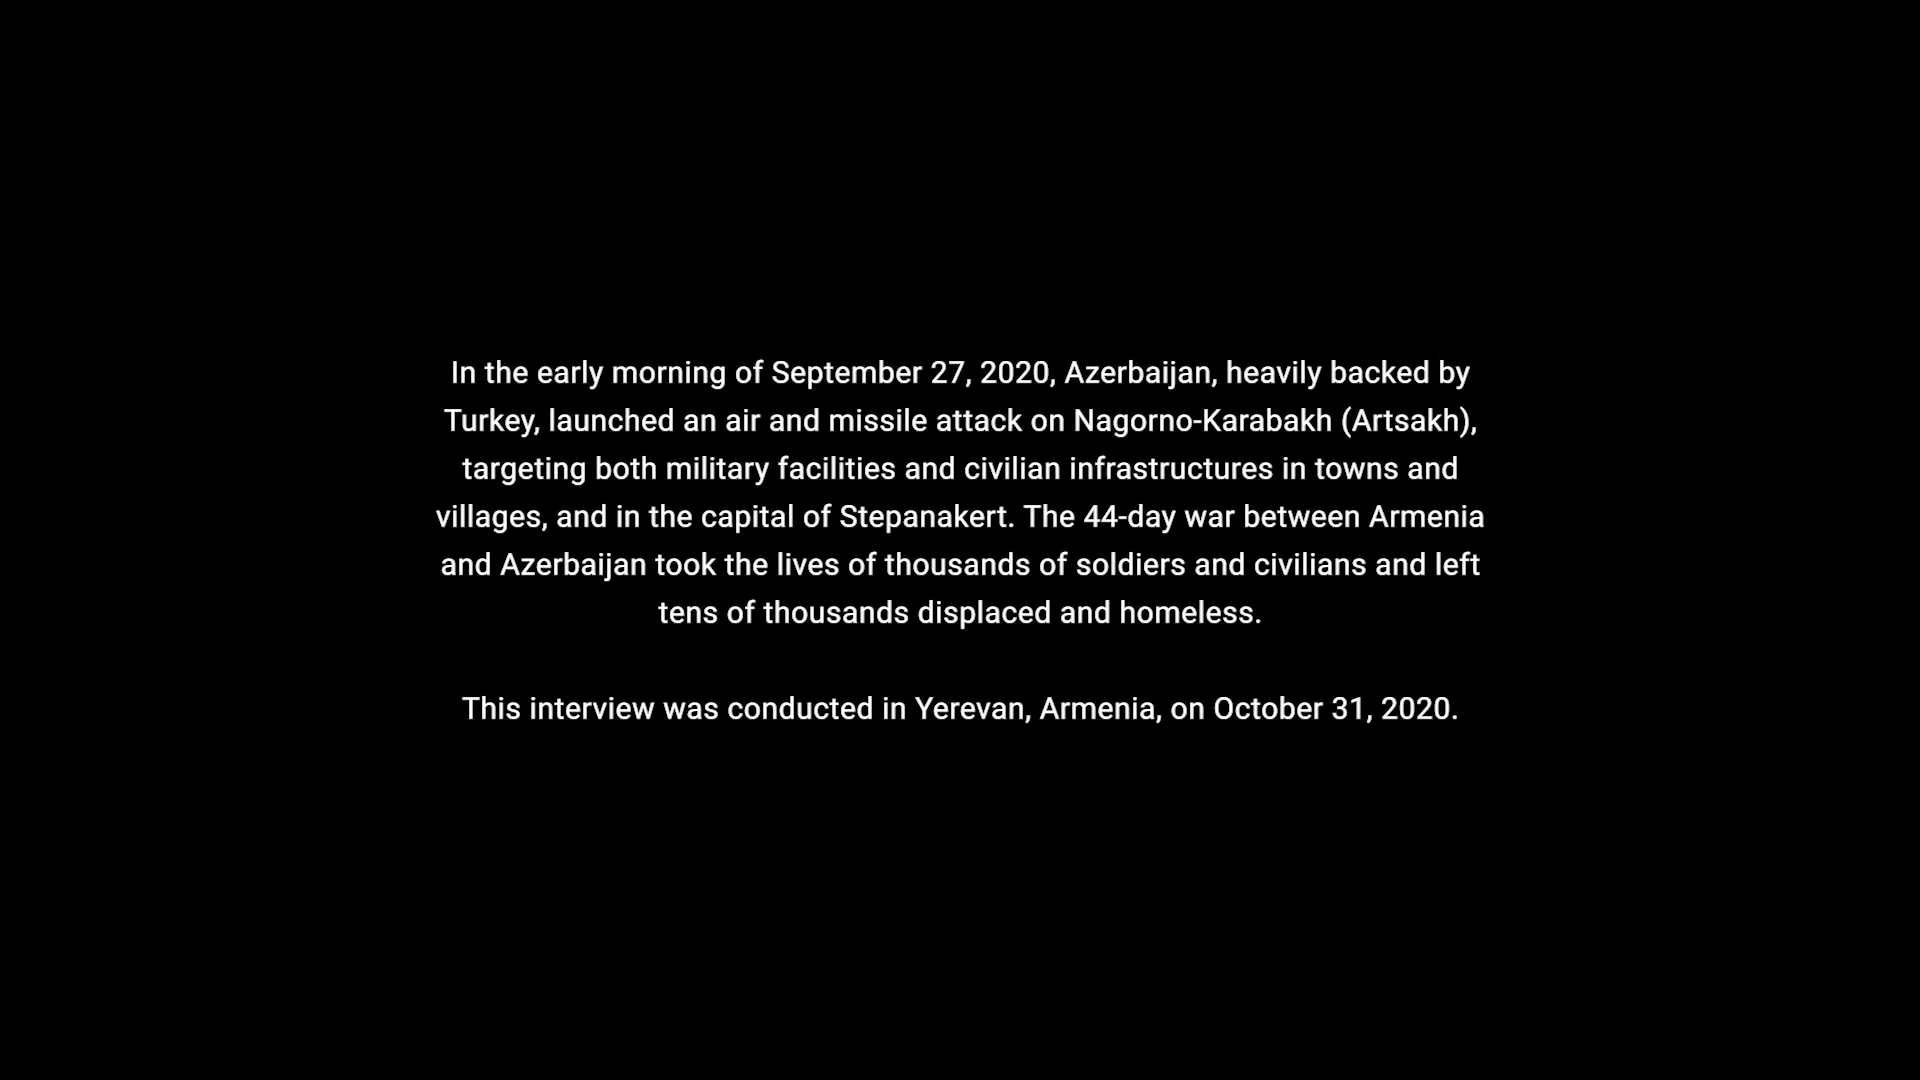 In the early morning of September 27, 2020, Azerbaijan, heavily backed by
Turkey, launched an air and missile attack on Nagorno-Karabakh (Artsakh),
targeting both military facilities and civilian infrastructures in towns and
villages, and in the capital of Stepanakert. The 44-day war between Armenia
and Azerbaijan took the lives of thousands of soldiers and civilians and left
tens of thousands displaced and homeless.
This interview was conducted in Yerevan, Armenia, on October 31, 2020.